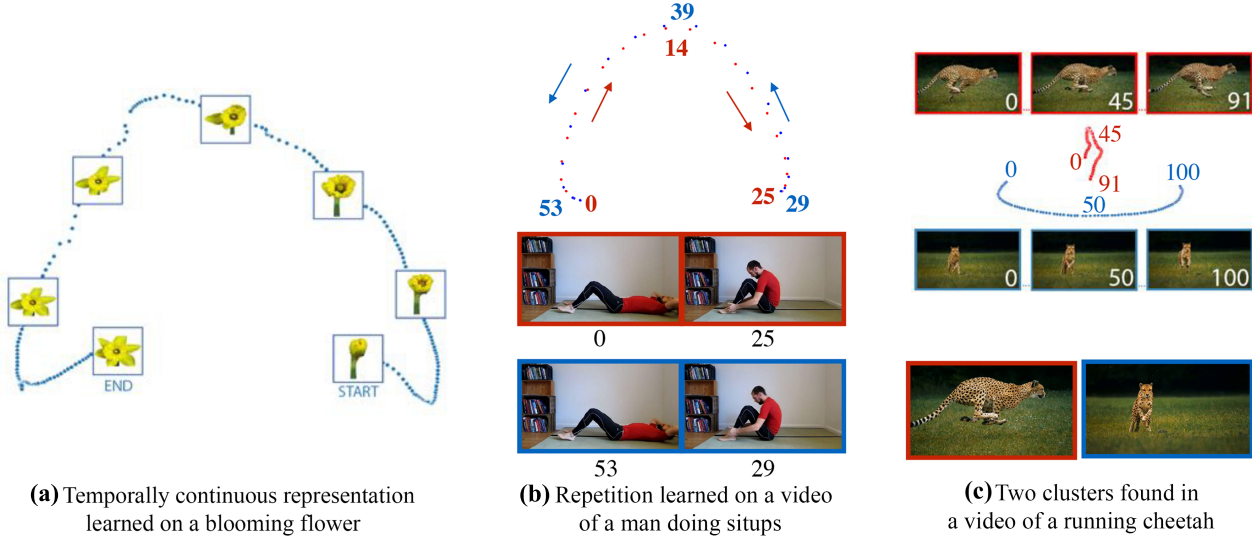 END
START
(a) Temporally continuous representation
learned on a blooming flower
39
14
53
0
25
29
0
25
53
29
(b) Repetition learned on a video
of a man doing situps
0
45
91
45
0
91
0
100
50
0
50
100
(c) Two clusters found in
a video of a running cheetah